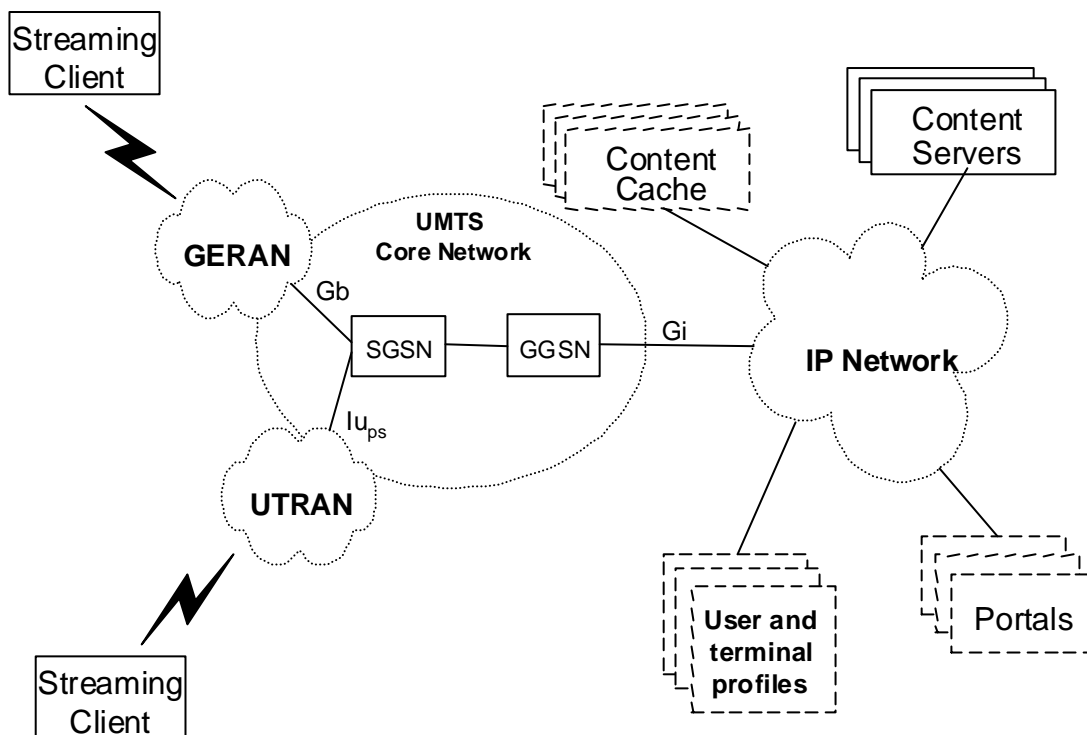 Streaming
Client
Content
Servers
Content
Cache
UMTS
Core Network
GERAN
Gb
SGSN
GGSN
Gi
IP Network
Iu_ps
UTRAN
User and
terminal
profiles
Portals
Streaming
Client